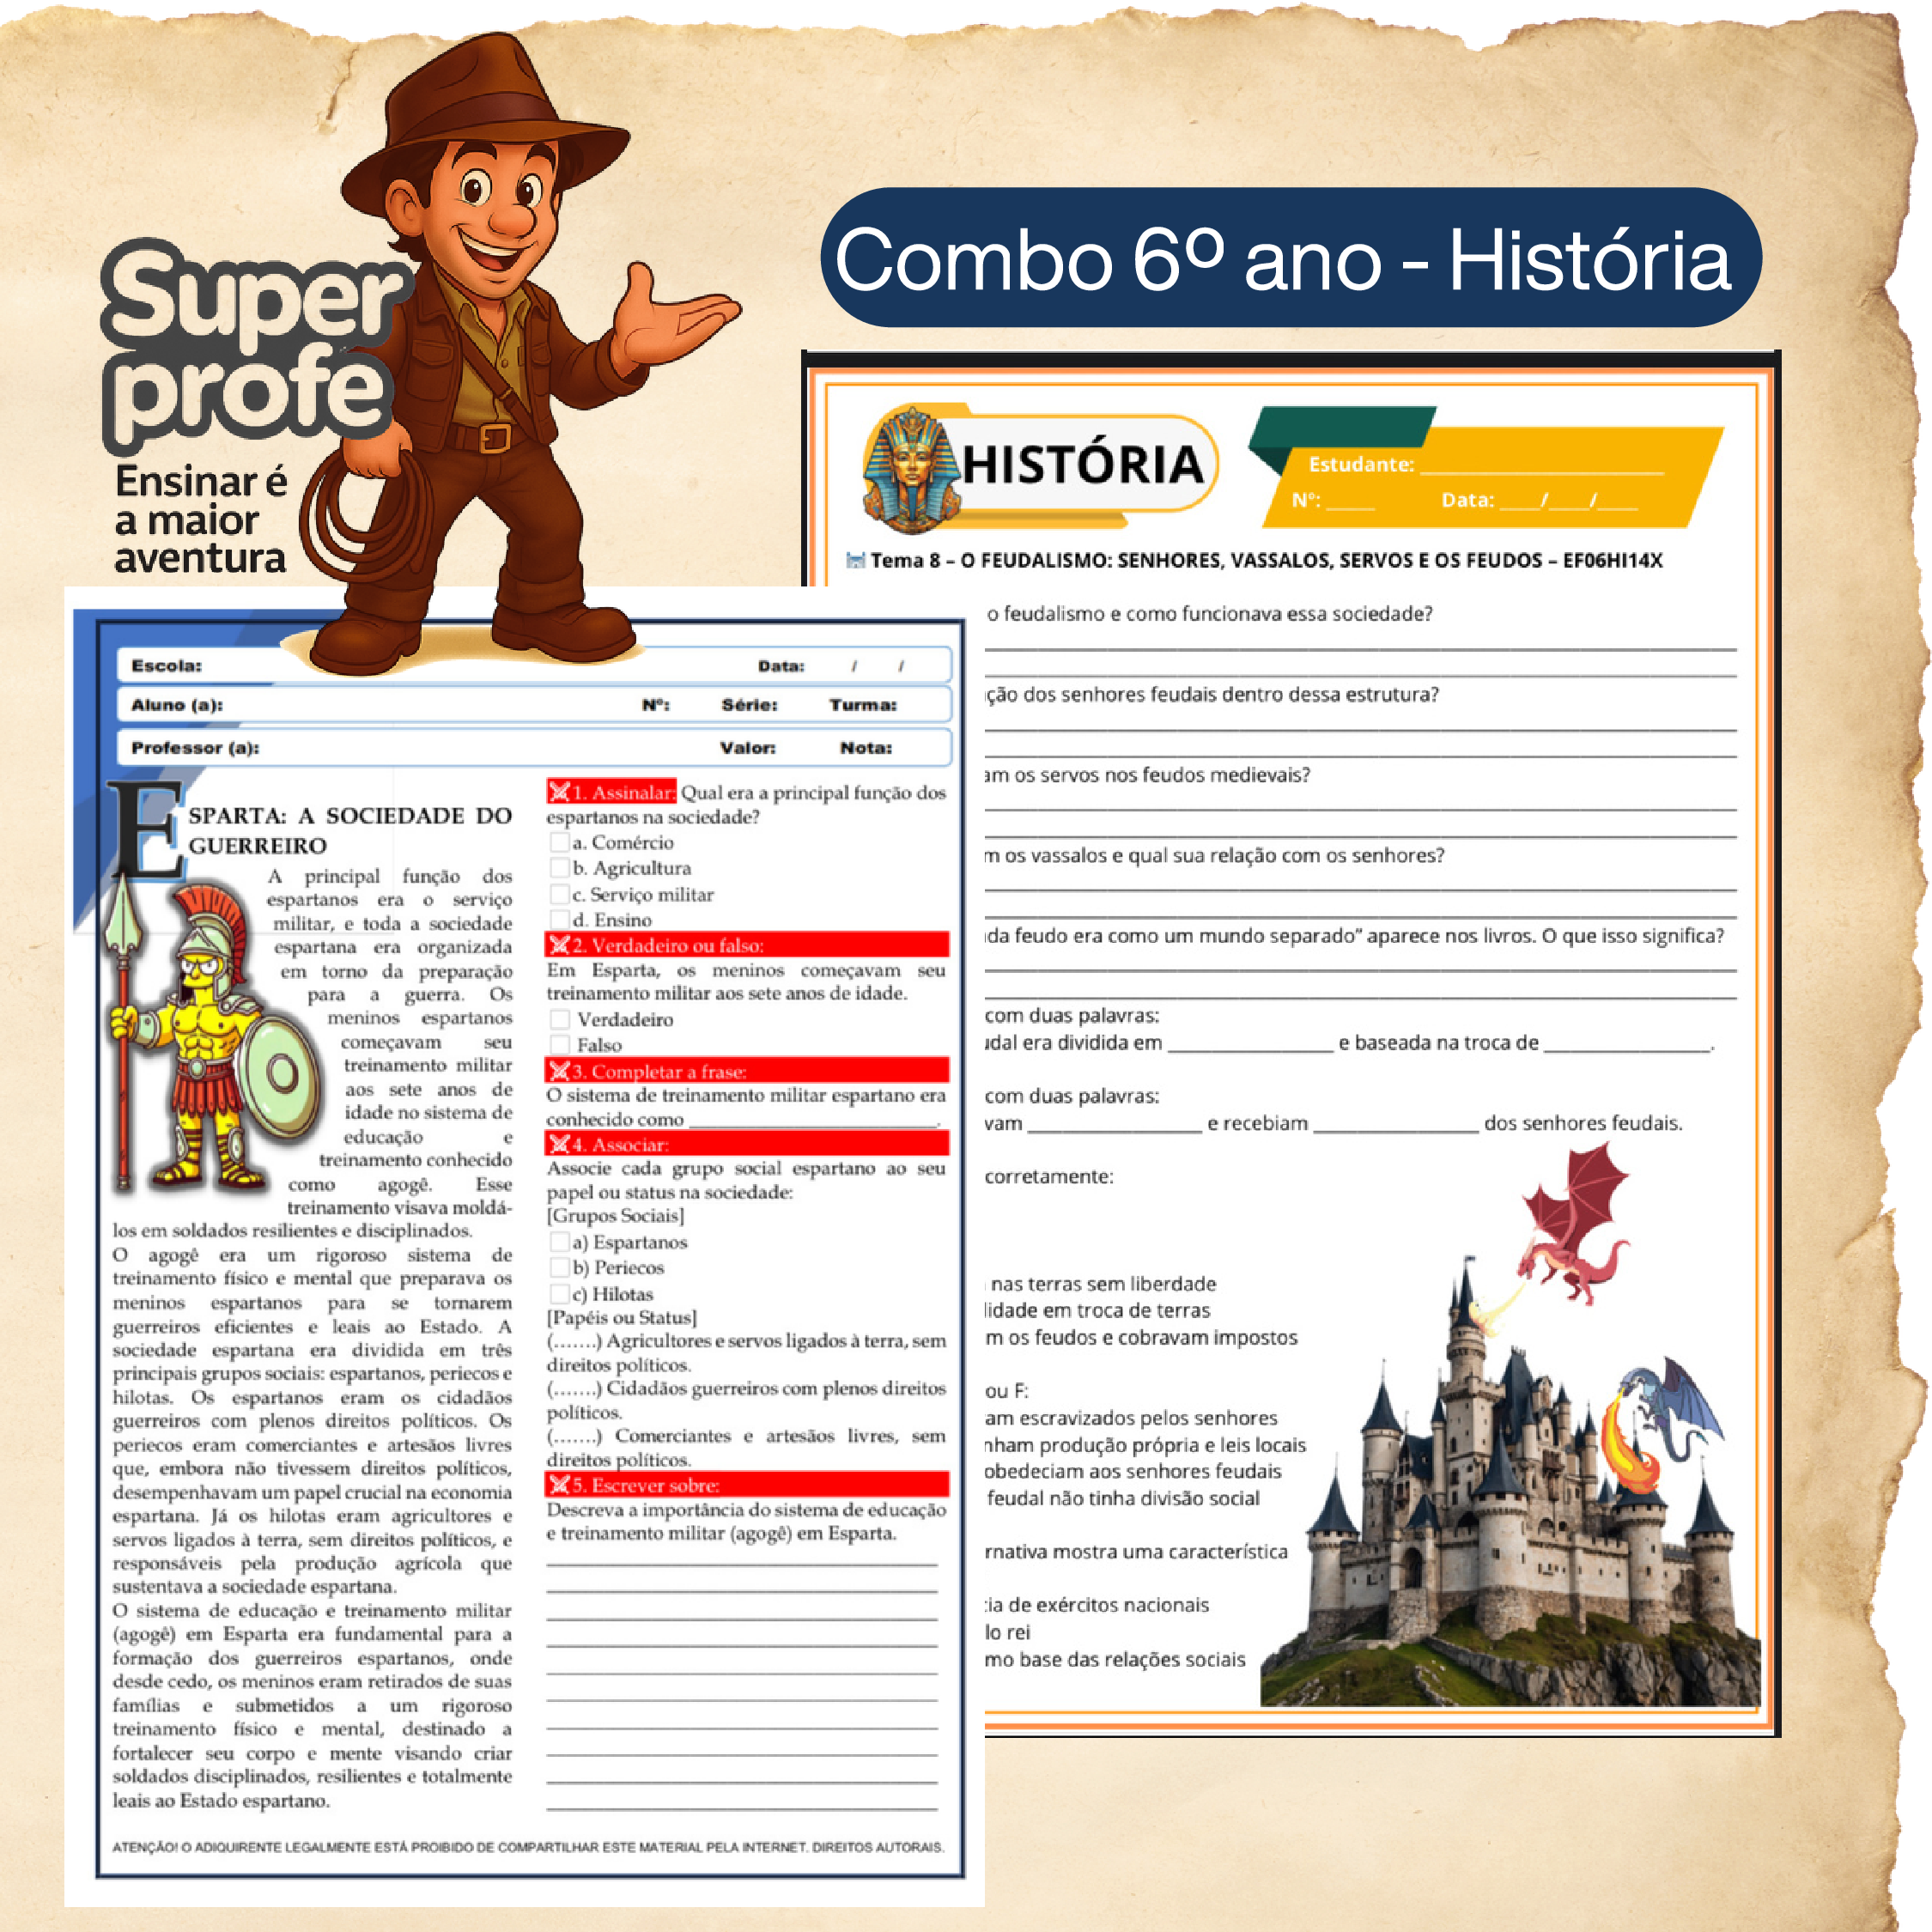 Super
profe
Ensinar é
a maior
aventura
Combo 6º ano - História
HISTÓRIA
Estudante: ____________________
Nº: _____ Data: ____/____/____
Tema 8 – O FEUDALISMO: SENHORES, VASSALOS, SERVOS E OS FEUDOS – EF06HI14X
o feudalismo e como funcionava essa sociedade?
ção dos senhores feudais dentro dessa estrutura?
am os servos nos feudos medievais?
m os vassalos e qual sua relação com os senhores?
da feudo era como um mundo separado” aparece nos livros. O que isso significa?
com duas palavras:
udal era dividida em ________________ e baseada na troca de ________________.
com duas palavras:
vam ________________ e recebiam ________________ dos senhores feudais.
corretamente:
nas terras sem liberdade
lidade em troca de terras
m os feudos e cobravam impostos
ou F:
am escravizados pelos senhores
nham produção própria e leis locais
obedeciam aos senhores feudais
feudal não tinha divisão social
rnativa mostra uma característica
cia de exércitos nacionais
lo rei
mo base das relações sociais
Escola: Data: / /
Aluno (a): Nº: Série: Turma:
Professor (a): Valor: Nota:
ESPARTA: A SOCIEDADE DO
GUERREIRO
A principal função dos
espartanos era o serviço
militar, e toda a sociedade
espartana era organizada
em torno da preparação
para a guerra. Os
meninos espartanos
começavam seu
treinamento militar
aos sete anos de
idade no sistema de
educação e
treinamento conhecido
como agogê. Esse
treinamento visava moldá-
los em soldados resilientes e disciplinados.
O agogê era um rigoroso sistema de
treinamento físico e mental que preparava os
meninos espartanos para se tornarem
guerreiros eficientes e leais ao Estado. A
sociedade espartana era dividida em três
principais grupos sociais: espartanos, periecos e
hilotas. Os espartanos eram os cidadãos
guerreiros com plenos direitos políticos. Os
periecos eram comerciantes e artesãos livres
que, embora não tivessem direitos políticos,
desempenhavam um papel crucial na economia
espartana. Já os hilotas eram agricultores e
servos ligados à terra, sem direitos políticos, e
responsáveis pela produção agrícola que
sustentava a sociedade espartana.
O sistema de educação e treinamento militar
(agogê) em Esparta era fundamental para a
formação dos guerreiros espartanos, onde
desde cedo, os meninos eram retirados de suas
famílias e submetidos a um rigoroso
treinamento físico e mental, destinado a
fortalecer seu corpo e mente visando criar
soldados disciplinados, resilientes e totalmente
leais ao Estado espartano.
1. Assinalar: Qual era a principal função dos
espartanos na sociedade?
a. Comércio
b. Agricultura
c. Serviço militar
d. Ensino
2. Verdadeiro ou falso:
Em Esparta, os meninos começavam seu
treinamento militar aos sete anos de idade.
Verdadeiro
Falso
3. Completar a frase:
O sistema de treinamento militar espartano era
conhecido como ________________________.
4. Associar:
Associe cada grupo social espartano ao seu
papel ou status na sociedade:
[Grupos Sociais]
a) Espartanos
b) Periecos
c) Hilotas
[Papéis ou Status]
(.......) Agricultores e servos ligados à terra, sem
direitos políticos.
(.......) Cidadãos guerreiros com plenos direitos
políticos.
(.......) Comerciantes e artesãos livres, sem
direitos políticos.
5. Escrever sobre:
Descreva a importância do sistema de educação
e treinamento militar (agogê) em Esparta.
ATENÇÃO! O ADIQUIRENTE LEGALMENTE ESTÁ PROIBIDO DE COMPARTILHAR ESTE MATERIAL PELA INTERNET. DIREITOS AUTORAIS.